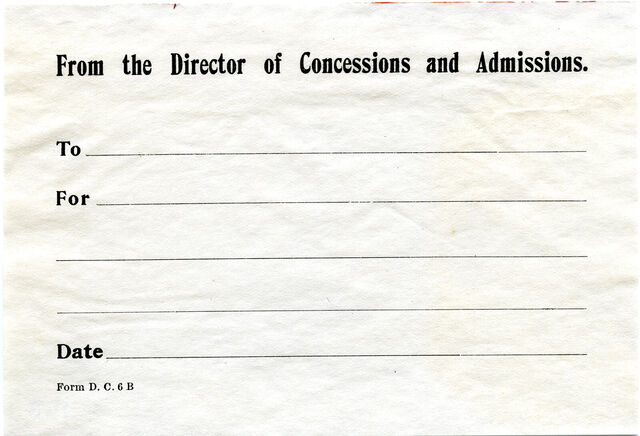 From the Director of Concessions and Admissions.
To
For
Date
Form D. C. 6 B